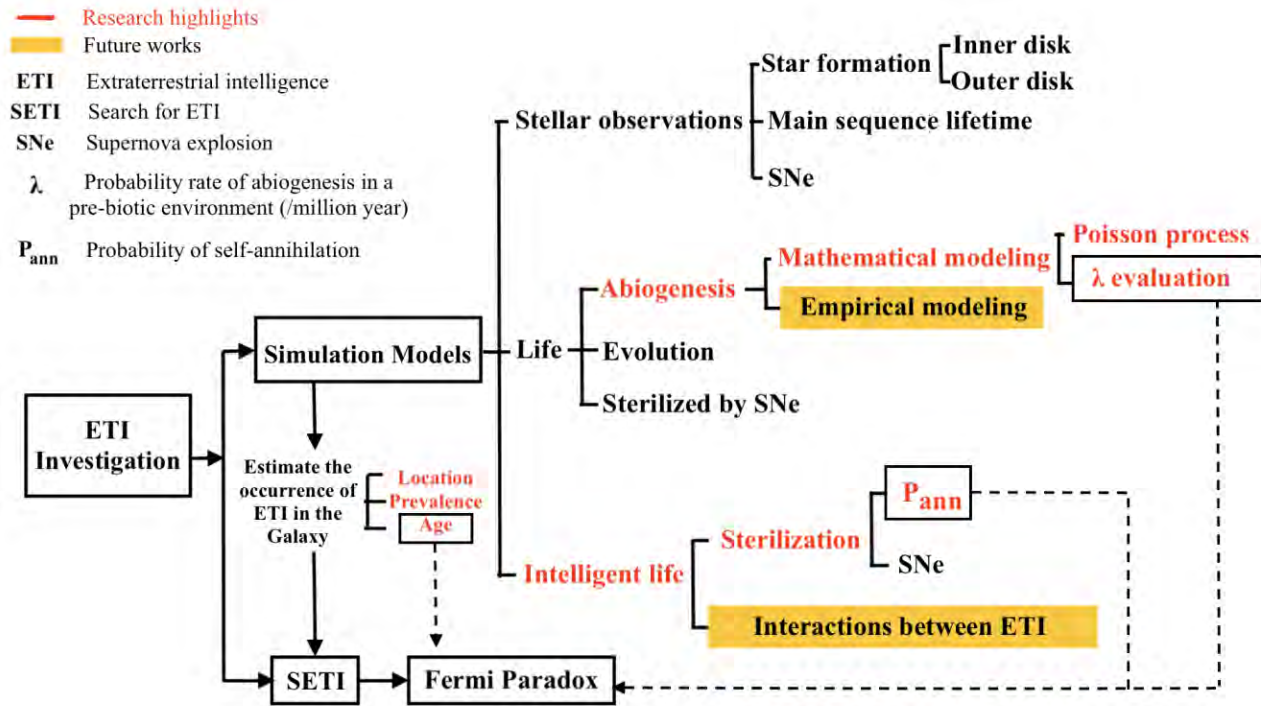 Research highlights
Future works
ETI Extraterrestrial intelligence
SETI Search for ETI
SNe Supernova explosion
λ Probability rate of abiogenesis in a
pre-biotic environment (/million year)
P_ann Probability of self-annihilation
ETI
Investigation
Simulation Models
Estimate the
occurrence of
ETI in the
Galaxy
Location
Prevalence
Age
SETI
Fermi Paradox
Stellar observations
Star formation
Inner disk
Outer disk
Main sequence lifetime
SNe
Life
Abiogenesis
Mathematical modeling
Poisson process
λ evaluation
Empirical modeling
Evolution
Sterilized by SNe
Intelligent life
Sterilization
P_ann
SNe
Interactions between ETI